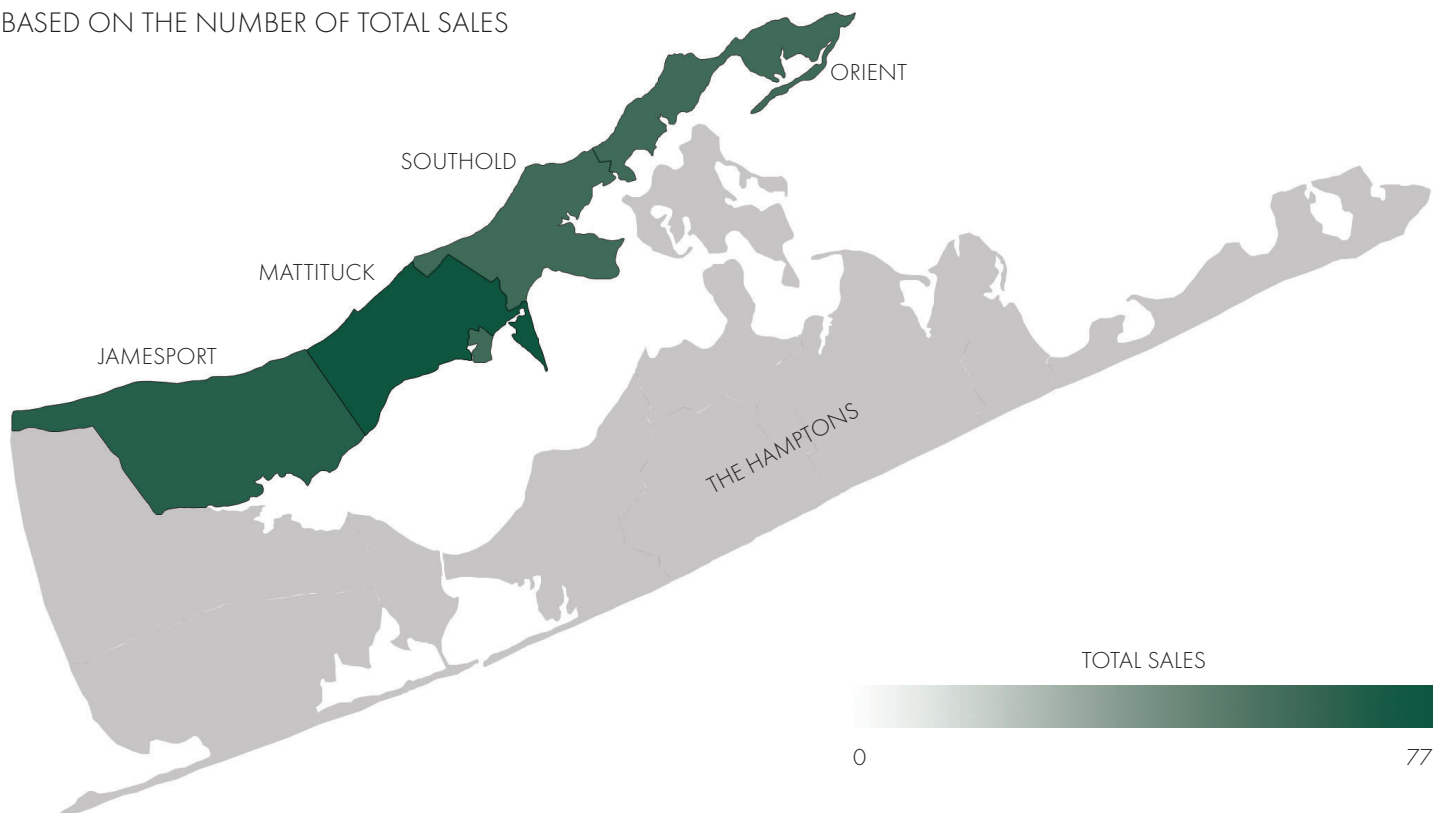 BASED ON THE NUMBER OF TOTAL SALES
ORIENT
SOUTHOLD
MATTITUCK
JAMESPORT
THE HAMPTONS
TOTAL SALES
0
77